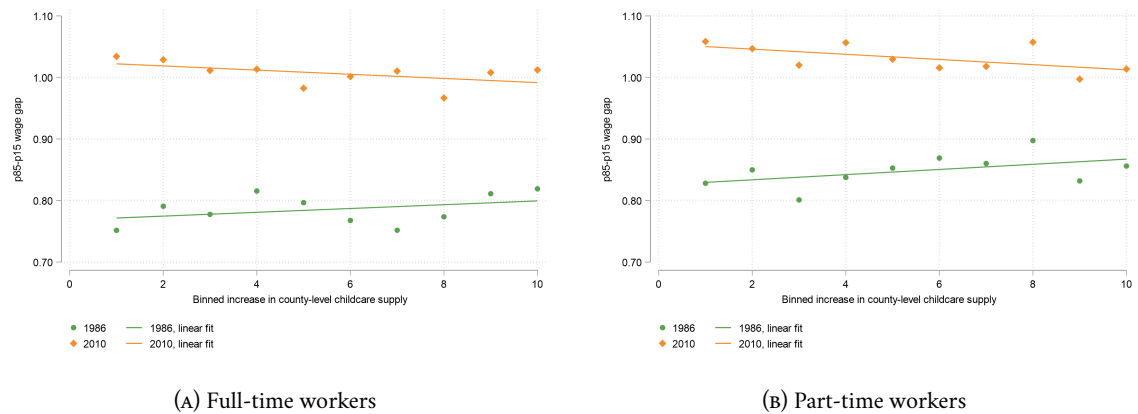 1.10
1.00
0.90
0.80
0.70
p85-p15 wage gap
0 2 4 6 8 10
Binned increase in county-level childcare supply
1986 1986, linear fit
2010 2010, linear fit
(A) Full-time workers
1.10
1.00
0.90
0.80
0.70
p85-p15 wage gap
0 2 4 6 8 10
Binned increase in county-level childcare supply
1986 1986, linear fit
2010 2010, linear fit
(B) Part-time workers